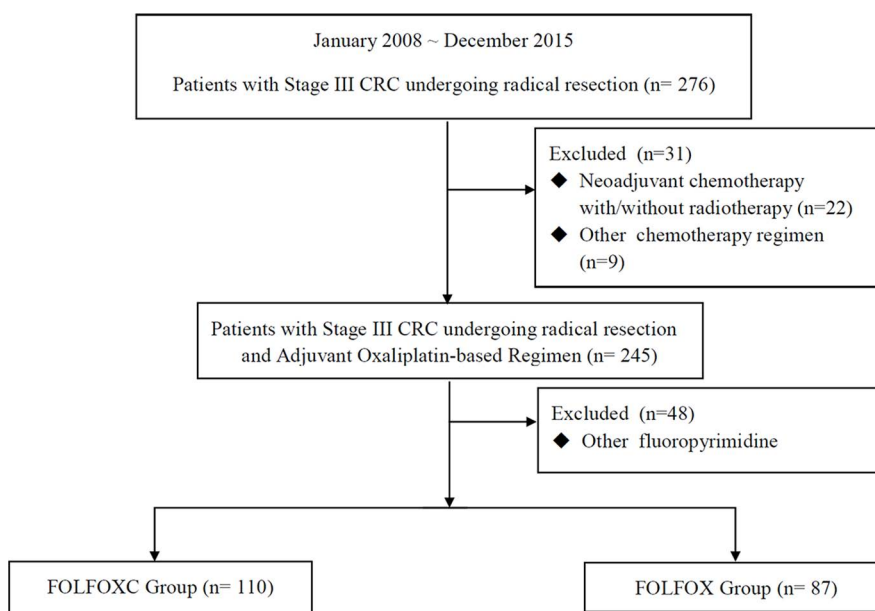 January 2008 ~ December 2015
Patients with Stage III CRC undergoing radical resection (n= 276)
Excluded (n=31)
◆ Neoadjuvant chemotherapy
with/without radiotherapy (n=22)
◆ Other chemotherapy regimen
(n=9)
Patients with Stage III CRC undergoing radical resection
and Adjuvant Oxaliplatin-based Regimen (n= 245)
Excluded (n=48)
◆ Other fluoropyrimidine
FOLFOXC Group (n= 110)
FOLFOX Group (n= 87)